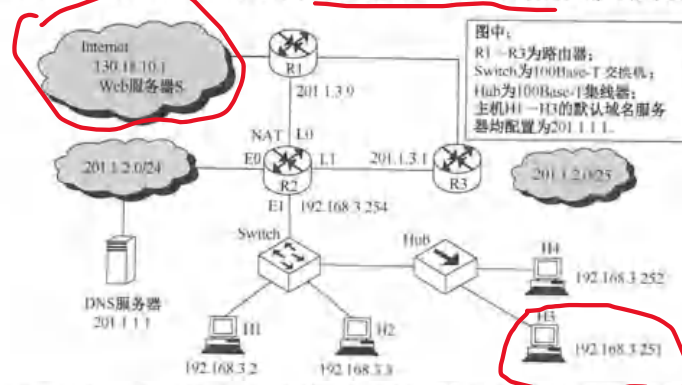 Internet
130.18.10.1
Web服务器S
R1
201.1.3.9
NAT
L0
E0
L1
201.1.3.1
R2
R3
E1
192.168.3.254
201.1.2.0/24
201.1.2.0/25
图中:
R1-R3为路由器;
Switch为100Base-T交换机;
Hub为100Base-T集线器;
主机H1-H3的默认域名服务
器均配置为201.1.1.1.
Switch
Hub
DNS服务器
201.1.1.1
H1
192.168.3.2
H2
192.168.3.3
H4
192.168.3.252
H3
192.168.3.251